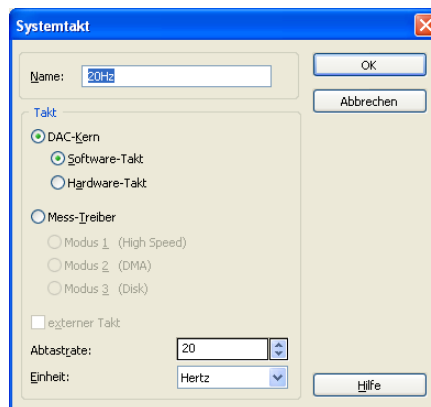 Systemtakt
Name: 20Hz
OK
Abbrechen
Takt
DAC-Kern
Software-Takt
Hardware-Takt
Mess-Treiber
Modus 1 (High Speed)
Modus 2 (DMA)
Modus 3 (Disk)
externer Takt
Abtastrate: 20
Einheit: Hertz
Hilfe